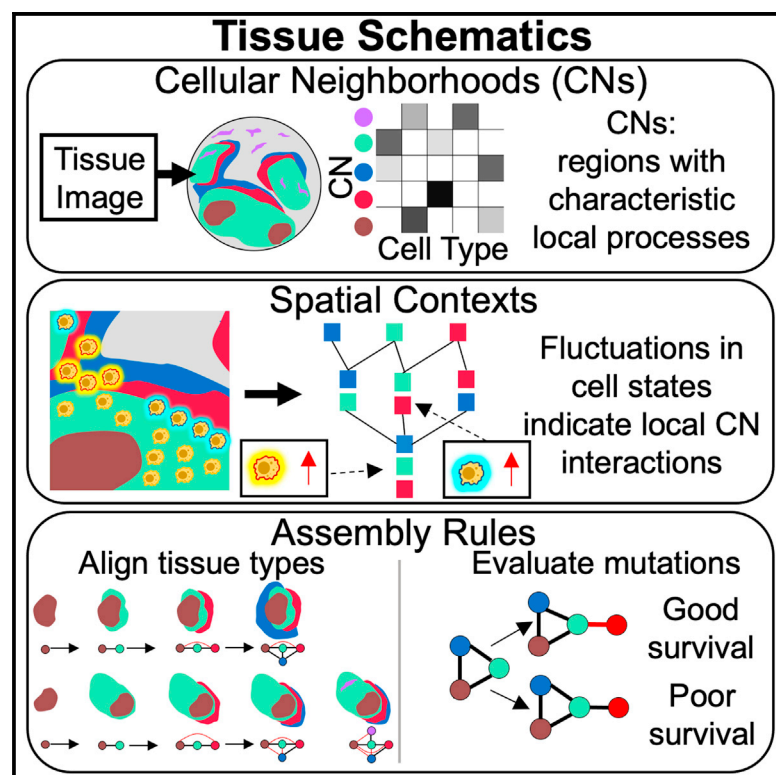 Tissue Schematics
Cellular Neighborhoods (CNs)
Tissue
Image
CN
Cell Type
CNs:
regions with
characteristic
local processes
Spatial Contexts
Fluctuations in
cell states
indicate local CN
interactions
Assembly Rules
Align tissue types
Evaluate mutations
Good
survival
Poor
survival